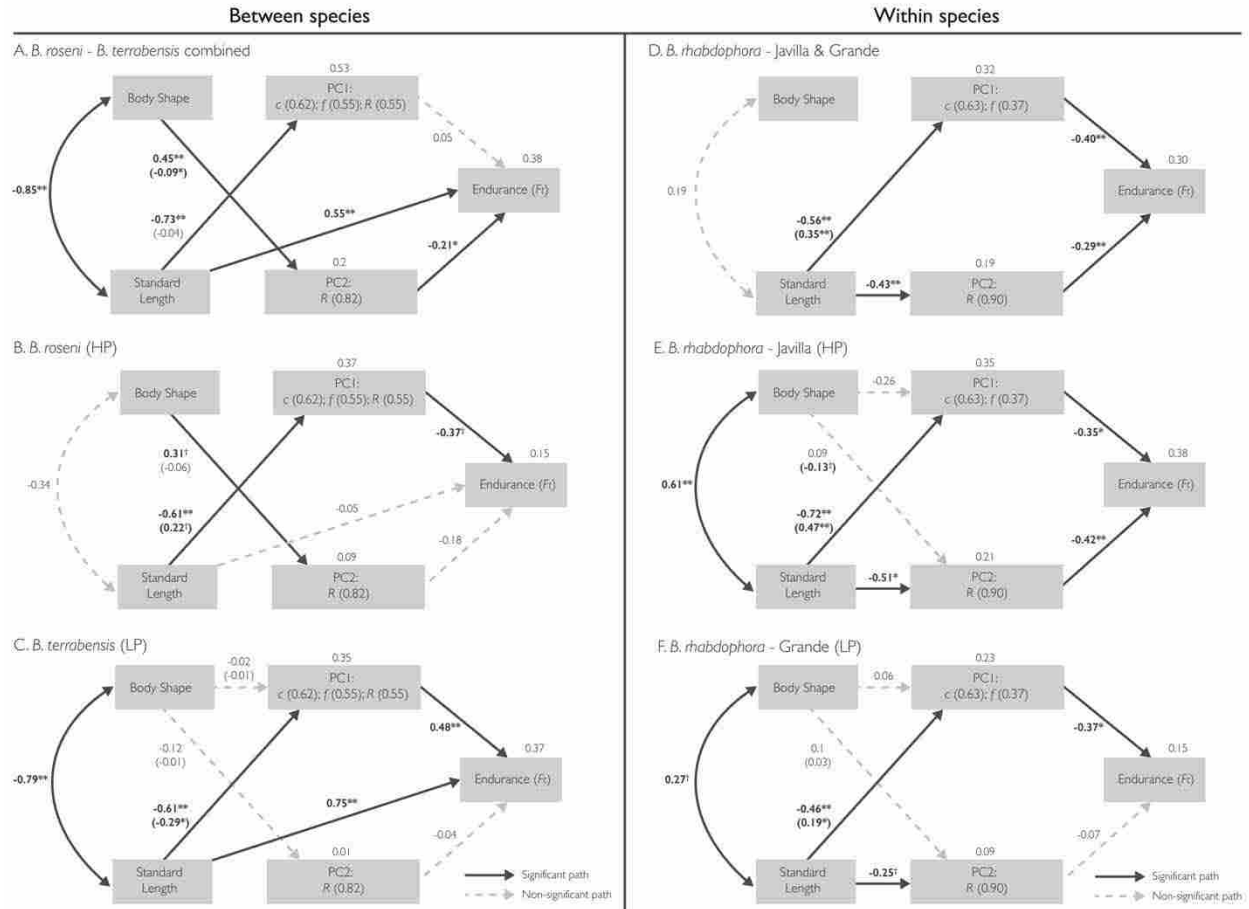 Between species
A. B. roseni - B. terrabensis combined
0.53
Body Shape
PC1:
c (0.62); f (0.55); R (0.55)
0.05
0.45**
(-0.09*)
0.38
-0.85**
Endurance (Ft)
-0.73**
(-0.04)
0.55**
-0.21*
0.2
Standard
Length
PC2:
R (0.82)
B. B. roseni (HP)
0.37
Body Shape
PC1:
c (0.62); f (0.55); R (0.55)
-0.37†
0.31†
(-0.06)
0.15
-0.34
Endurance (Ft)
-0.05
-0.61**
(0.22†)
-0.18
0.09
Standard
Length
PC2:
R (0.82)
C. B. terrabensis (LP)
-0.02
(-0.01)
0.35
Body Shape
PC1:
c (0.62); f (0.55); R (0.55)
0.48**
-0.12
(-0.01)
0.37
-0.79**
Endurance (Ft)
0.75**
-0.61**
(-0.29*)
-0.04
0.01
Standard
Length
PC2:
R (0.82)
Significant path
Non-significant path
Within species
D. B. rhabdophora - Javilla & Grande
0.32
Body Shape
PC1:
c (0.63); f (0.37)
-0.40**
0.30
0.19
Endurance (Ft)
-0.56**
(0.35**)
-0.29**
0.19
Standard
Length
-0.43**
PC2:
R (0.90)
E. B. rhabdophora - Javilla (HP)
0.35
Body Shape
-0.26
PC1:
c (0.63); f (0.37)
-0.35*
0.09
(-0.13‡)
0.38
0.61**
Endurance (Ft)
-0.72**
(0.47**)
-0.42**
0.21
Standard
Length
-0.51*
PC2:
R (0.90)
F. B. rhabdophora - Grande (LP)
0.23
Body Shape
0.06
PC1:
c (0.63); f (0.37)
-0.37*
0.1
(0.03)
0.15
0.27†
Endurance (Ft)
-0.46**
(0.19*)
-0.07
0.09
Standard
Length
-0.25‡
PC2:
R (0.90)
Significant path
Non-significant path